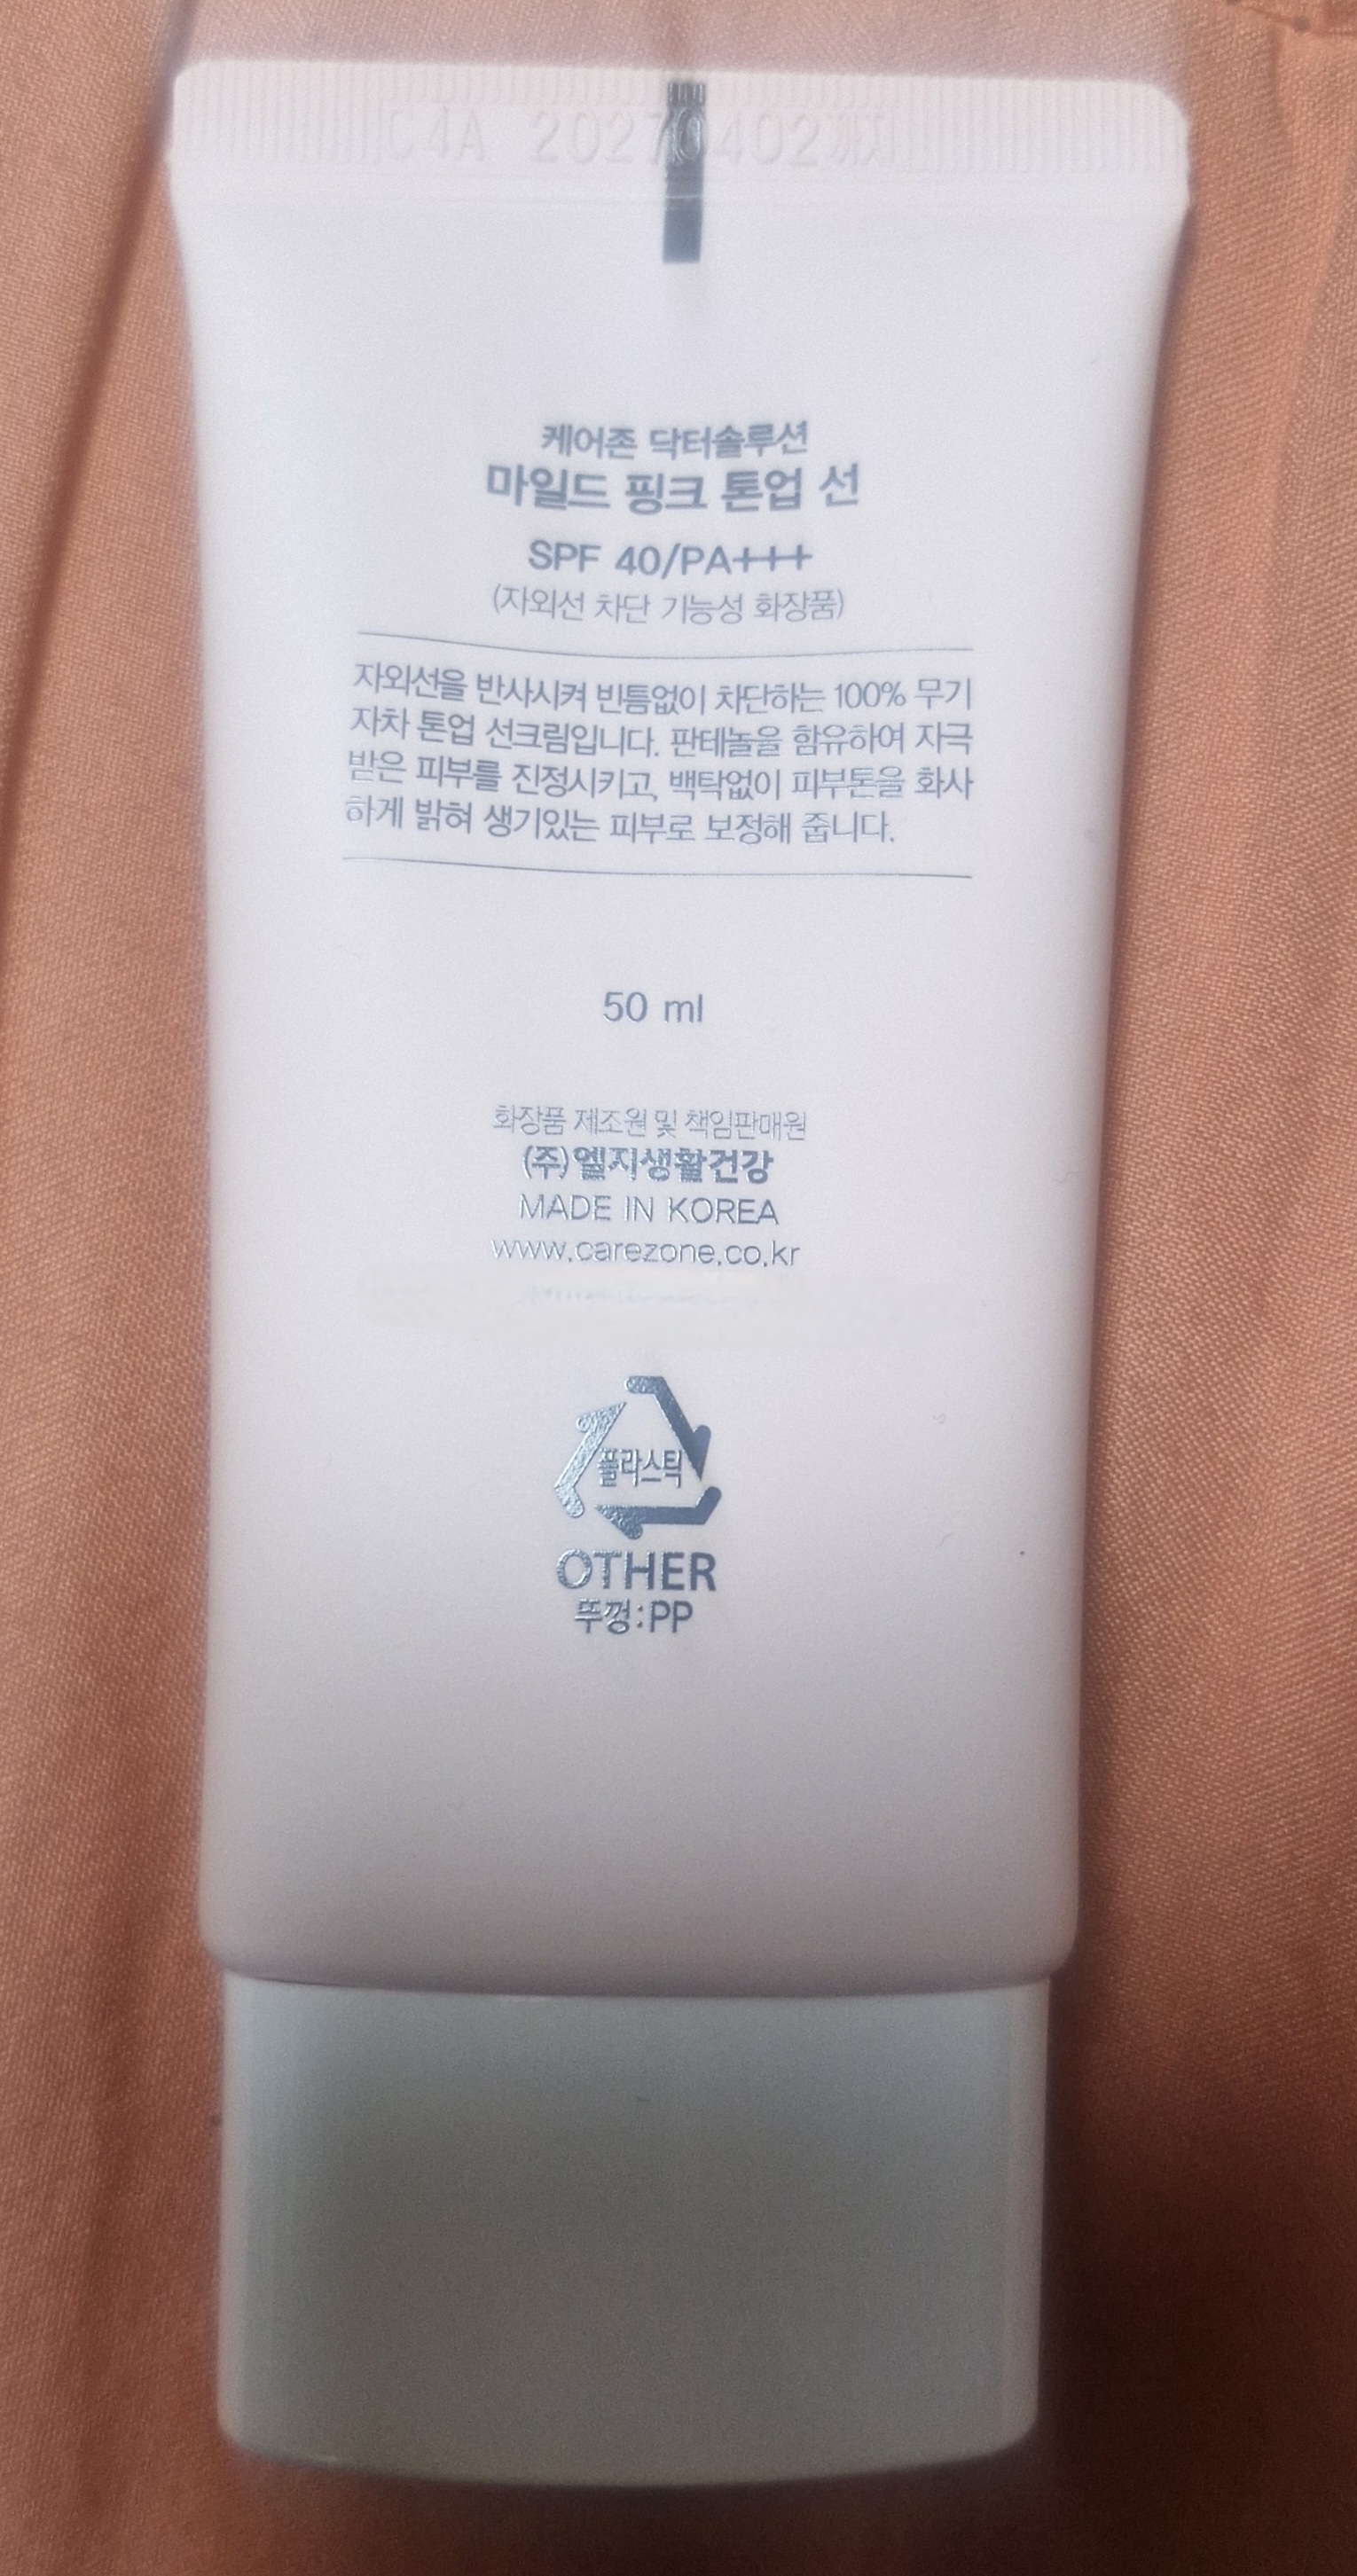 C4A 20270402까지
케어존 닥터솔루션
마일드 핑크 톤업 선
SPF 40/PA+++
(자외선 차단 기능성 화장품)
자외선을 반사시켜 빈틈없이 차단하는 100% 무기
자차 톤업 선크림입니다. 판테놀을 함유하여 자극
받은 피부를 진정시키고, 백탁없이 피부톤을 화사
하게 밝혀 생기있는 피부로 보정해 줍니다.
50 ml
화장품 제조원 및 책임판매원
(주)엘지생활건강
MADE IN KOREA
www.carezone.co.kr
플라스틱
OTHER
뚜껑:PP